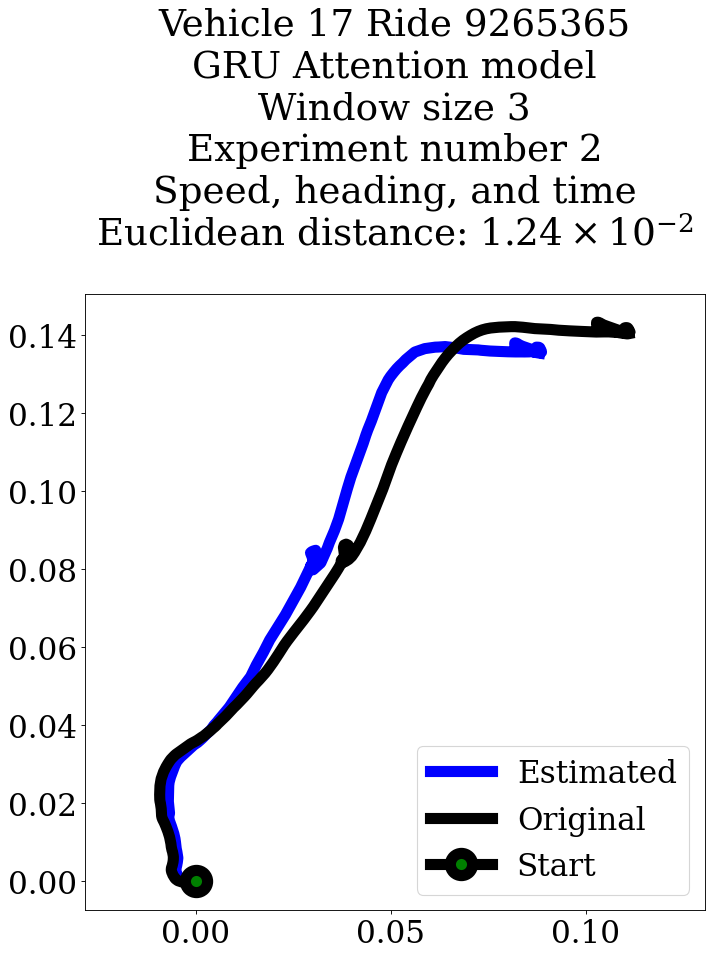 Vehicle 17 Ride 9265365
GRU Attention model
Window size 3
Experiment number 2
Speed, heading, and time
Euclidean distance: 1.24 × 10⁻²
0.14
0.12
0.10
0.08
0.06
0.04
0.02
0.00
Estimated
Original
Start
0.00 0.05 0.10